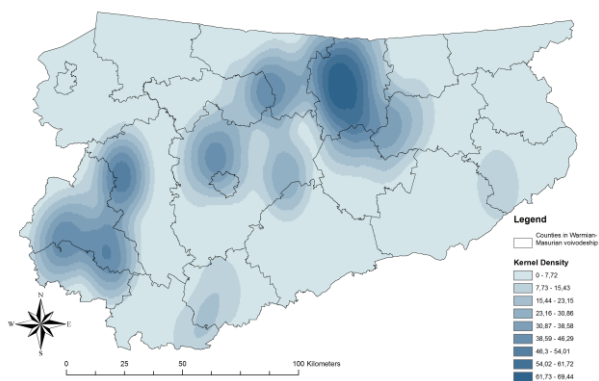 Legend
Counties in Warmian-
Masurian voivodeship
Kernel Density
0 - 7,72
7,73 - 15,43
15,44 - 23,15
23,16 - 30,86
30,87 - 38,58
38,59 - 46,29
46,3 - 54,01
54,02 - 61,72
61,73 - 69,44
N
W E
S
0 25 50 100 Kilometers